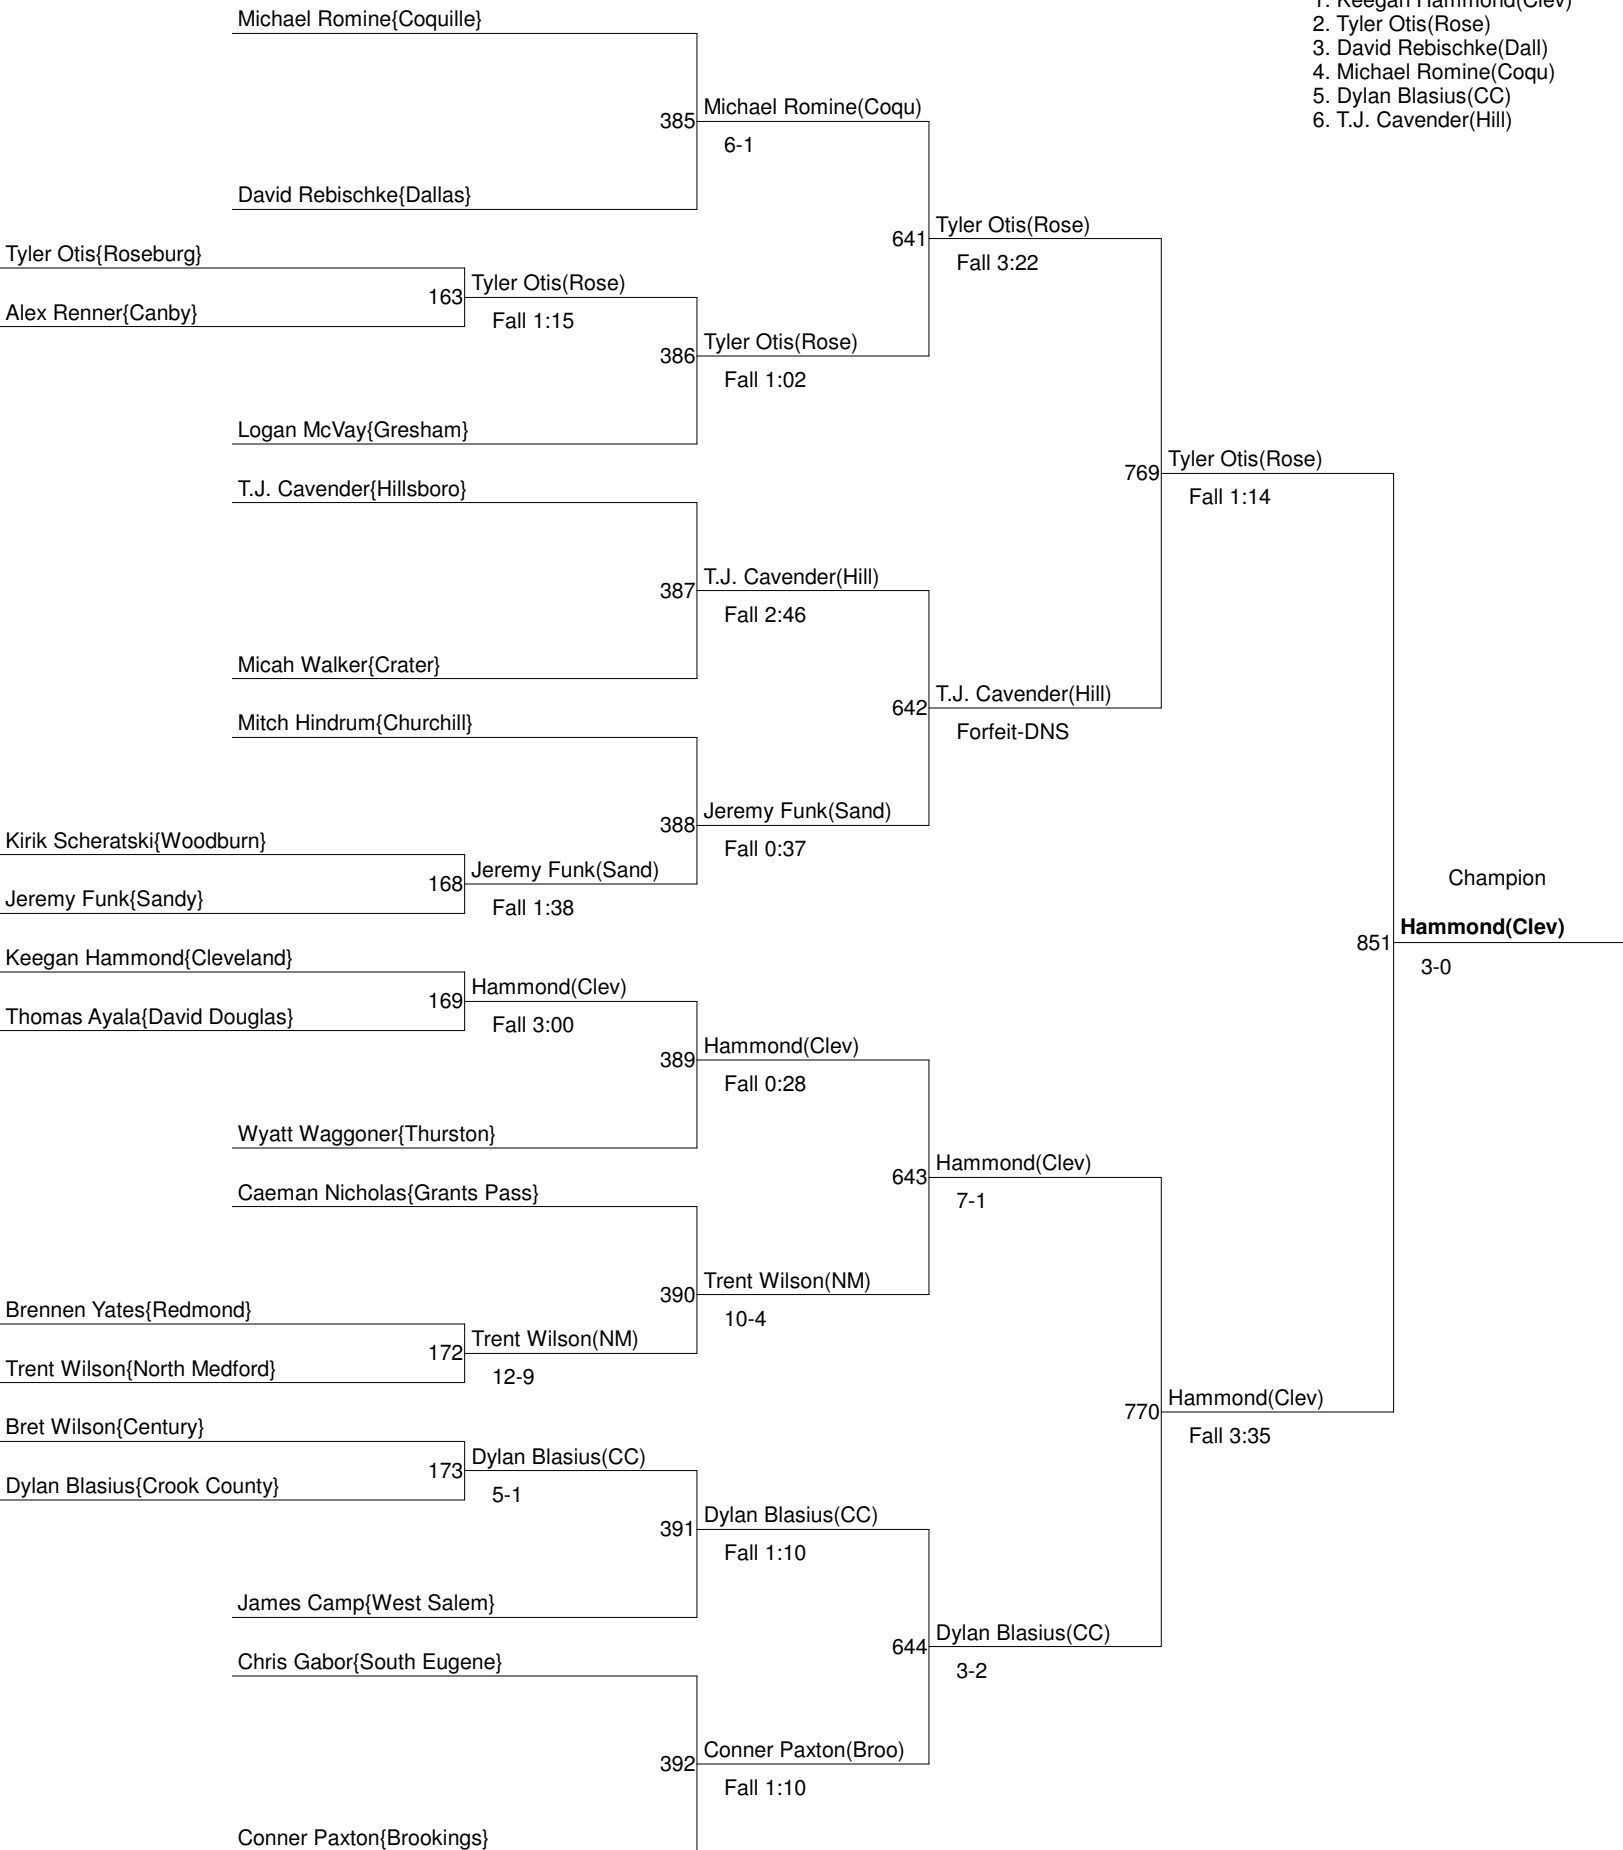 Michael Romine{Coquille}
1. Keegan Hammond(Clev)
2. Tyler Otis(Rose)
3. David Rebischke(Dall)
4. Michael Romine(Coqu)
5. Dylan Blasius(CC)
6. T.J. Cavender(Hill)
385 Michael Romine(Coqu)
6-1
David Rebischke{Dallas}
641 Tyler Otis(Rose)
Fall 3:22
Tyler Otis{Roseburg}
163 Tyler Otis(Rose)
Fall 1:15
Alex Renner{Canby}
386 Tyler Otis(Rose)
Fall 1:02
Logan McVay{Gresham}
769 Tyler Otis(Rose)
Fall 1:14
T.J. Cavender{Hillsboro}
387 T.J. Cavender(Hill)
Fall 2:46
Micah Walker{Crater}
642 T.J. Cavender(Hill)
Forfeit-DNS
Mitch Hindrum{Churchill}
388 Jeremy Funk(Sand)
Fall 0:37
Kirik Scheratski{Woodburn}
168 Jeremy Funk(Sand)
Fall 1:38
Jeremy Funk{Sandy}
Champion
851 Hammond(Clev)
3-0
Keegan Hammond{Cleveland}
169 Hammond(Clev)
Fall 3:00
Thomas Ayala{David Douglas}
389 Hammond(Clev)
Fall 0:28
Wyatt Waggoner{Thurston}
643 Hammond(Clev)
7-1
Caeman Nicholas{Grants Pass}
390 Trent Wilson(NM)
10-4
Brennen Yates{Redmond}
172 Trent Wilson(NM)
12-9
Trent Wilson{North Medford}
770 Hammond(Clev)
Fall 3:35
Bret Wilson{Century}
173 Dylan Blasius(CC)
5-1
Dylan Blasius{Crook County}
391 Dylan Blasius(CC)
Fall 1:10
James Camp{West Salem}
644 Dylan Blasius(CC)
3-2
Chris Gabor{South Eugene}
392 Conner Paxton(Broo)
Fall 1:10
Conner Paxton{Brookings}